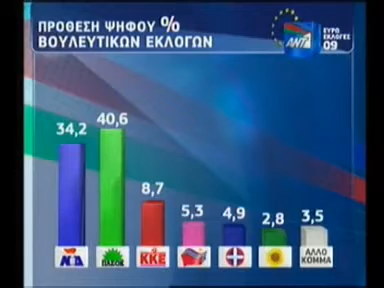 ΠΡΟΘΕΣΗ ΨΗΦΟΥ %
ΒΟΥΛΕΥΤΙΚΩΝ ΕΚΛΟΓΩΝ
ΑΝΤ1
ΕΥΡΩ
ΕΚΛΟΓΕΣ
09
34,2
40,6
8,7
5,3
4,9
2,8
3,5
ΝΔ
ΠΑΣΟΚ
ΚΚΕ
ΑΛΛΟ
ΚΟΜΜΑ